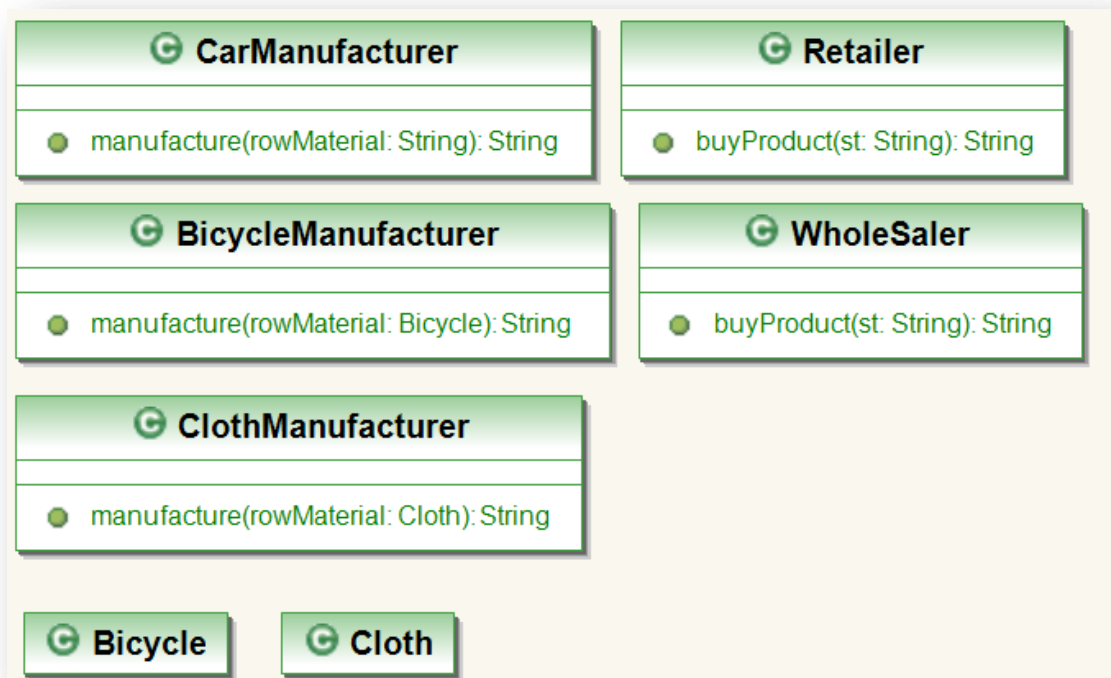 C CarManufacturer
manufacture(rowMaterial: String): String
C Retailer
buyProduct(st: String): String
C BicycleManufacturer
manufacture(rowMaterial: Bicycle): String
C WholeSaler
buyProduct(st: String): String
C ClothManufacturer
manufacture(rowMaterial: Cloth): String
C Bicycle
C Cloth